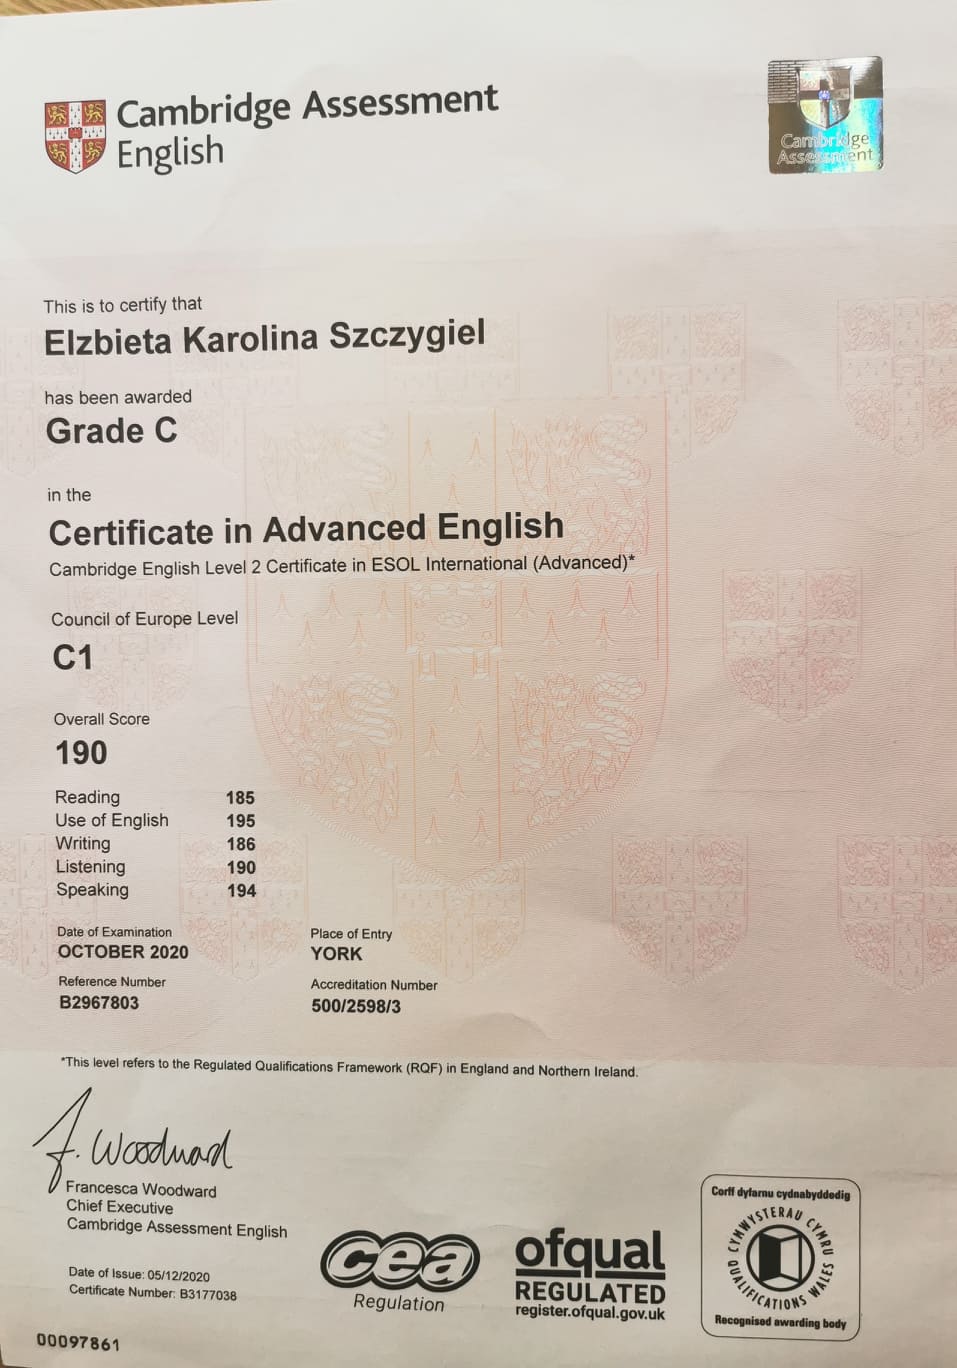 Cambridge Assessment
English
Cambridge
Assessment
This is to certify that
Elzbieta Karolina Szczygiel
has been awarded
Grade C
in the
Certificate in Advanced English
Cambridge English Level 2 Certificate in ESOL International (Advanced)*
Council of Europe Level
C1
Overall Score
190
Reading 185
Use of English 195
Writing 186
Listening 190
Speaking 194
Date of Examination Place of Entry
OCTOBER 2020 YORK
Reference Number Accreditation Number
B2967803 500/2598/3
*This level refers to the Regulated Qualifications Framework (RQF) in England and Northern Ireland.
F. Woodward
Francesca Woodward
Chief Executive
Cambridge Assessment English
Date of Issue: 05/12/2020
Certificate Number: B3177038
00097861
cea
Regulation
ofqual
REGULATED
register.ofqual.gov.uk
Corff dyfarnu cydnabyddedig
CYMWYSTERAU CYMRU
QUALIFICATIONS WALES
Recognised awarding body